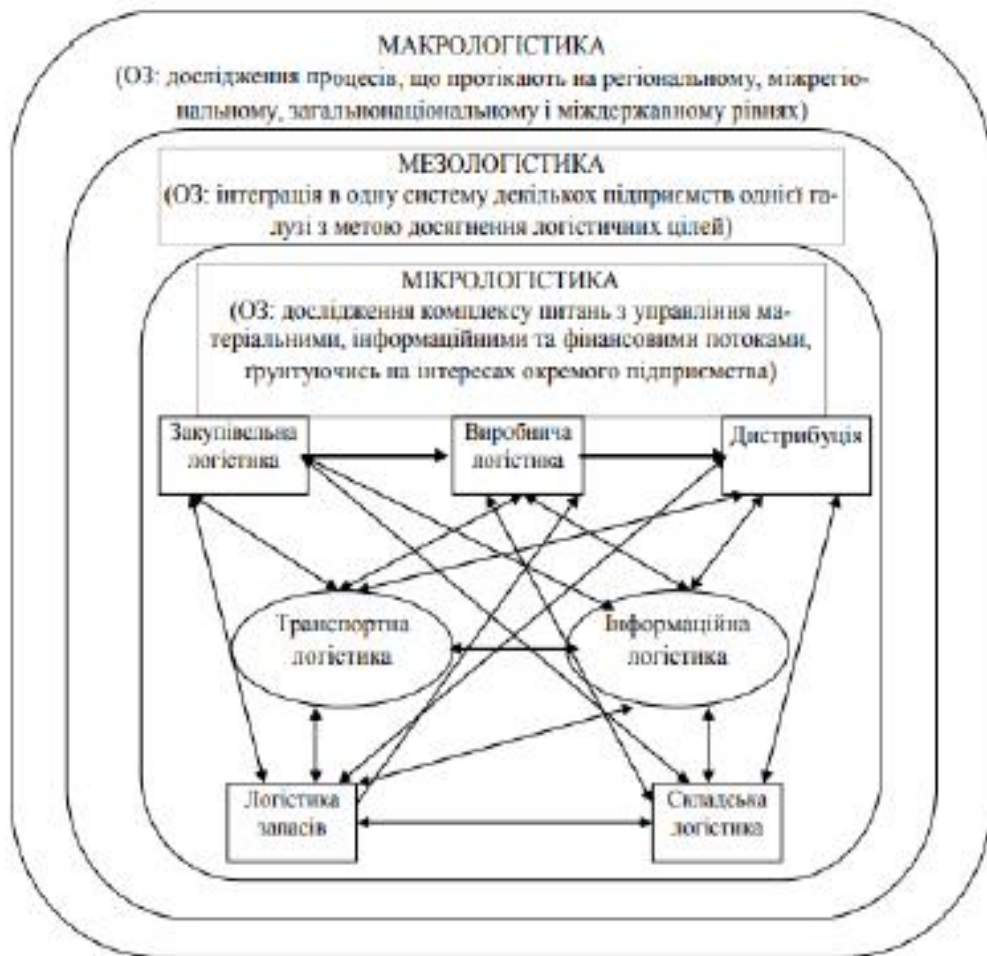 МАКРОЛОГІСТИКА
(ОЗ: дослідження процесів, що протікають на регіональному, міжрегіо-
нальному, загальнонаціональному і міждержавному рівнях)
МЕЗОЛОГІСТИКА
(ОЗ: інтеграція в одну систему декількох підприємств однієї га-
лузі з метою досягнення логістичних цілей)
МІКРОЛОГІСТИКА
(ОЗ: дослідження комплексу питань з управління ма-
теріальними, інформаційними та фінансовими потоками,
ґрунтуючись на інтересах окремого підприємства)
Закупівельна
логістика
Виробнича
логістика
Дистрибуція
Транспортна
логістика
Інформаційна
логістика
Логістика
запасів
Складська
логістика